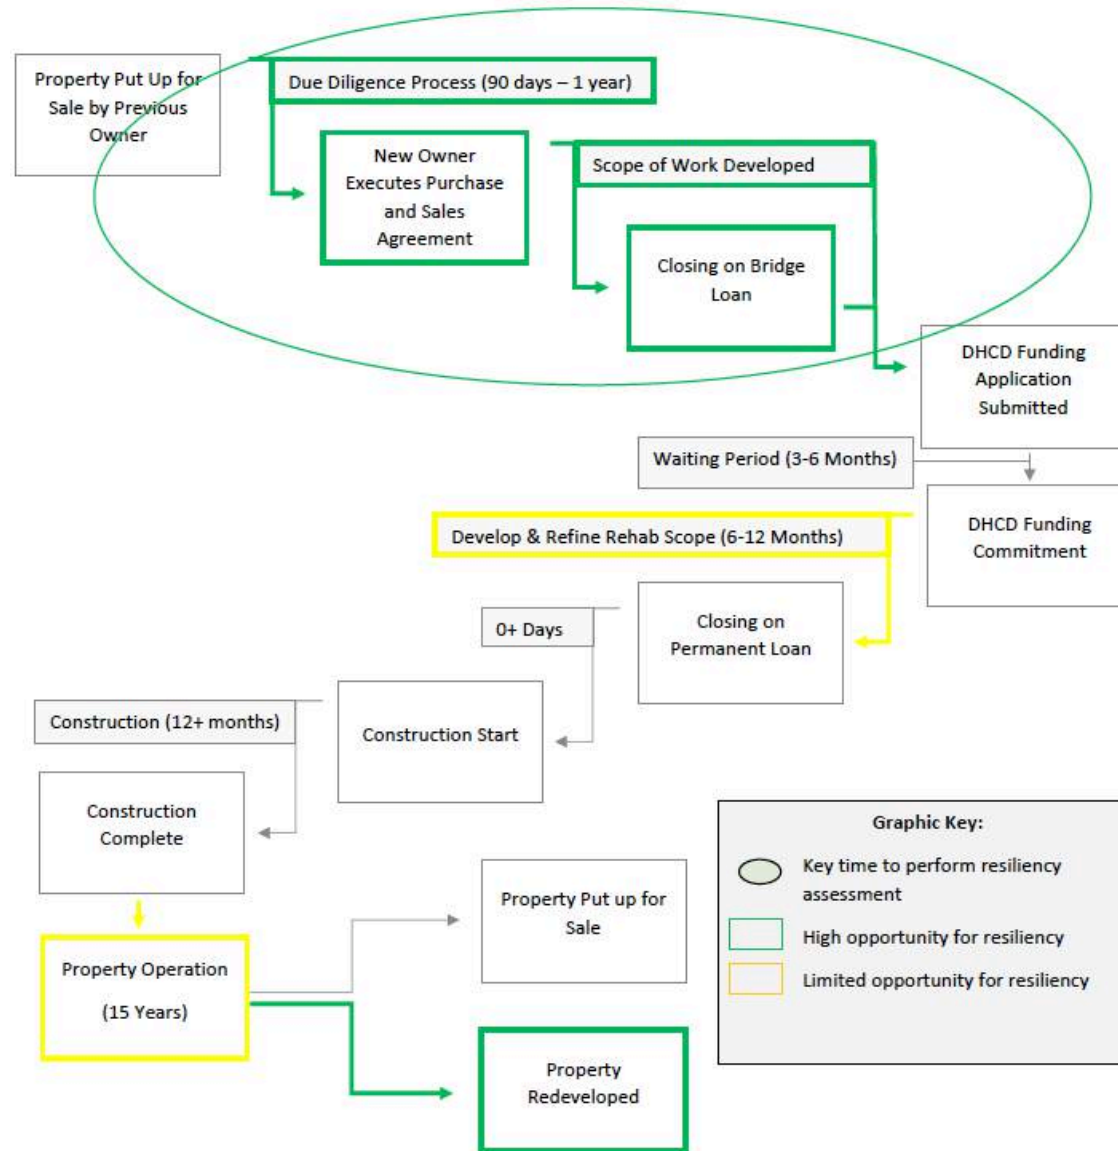 Property Put Up for
Sale by Previous
Owner
Due Diligence Process (90 days – 1 year)
New Owner
Executes Purchase
and Sales
Agreement
Scope of Work Developed
Closing on Bridge
Loan
DHCD Funding
Application
Submitted
Waiting Period (3-6 Months)
DHCD Funding
Commitment
Develop & Refine Rehab Scope (6-12 Months)
Closing on
Permanent Loan
0+ Days
Construction Start
Construction (12+ months)
Construction
Complete
Property Operation
(15 Years)
Property Put up for
Sale
Property
Redeveloped
Graphic Key:
Key time to perform resiliency
assessment
High opportunity for resiliency
Limited opportunity for resiliency